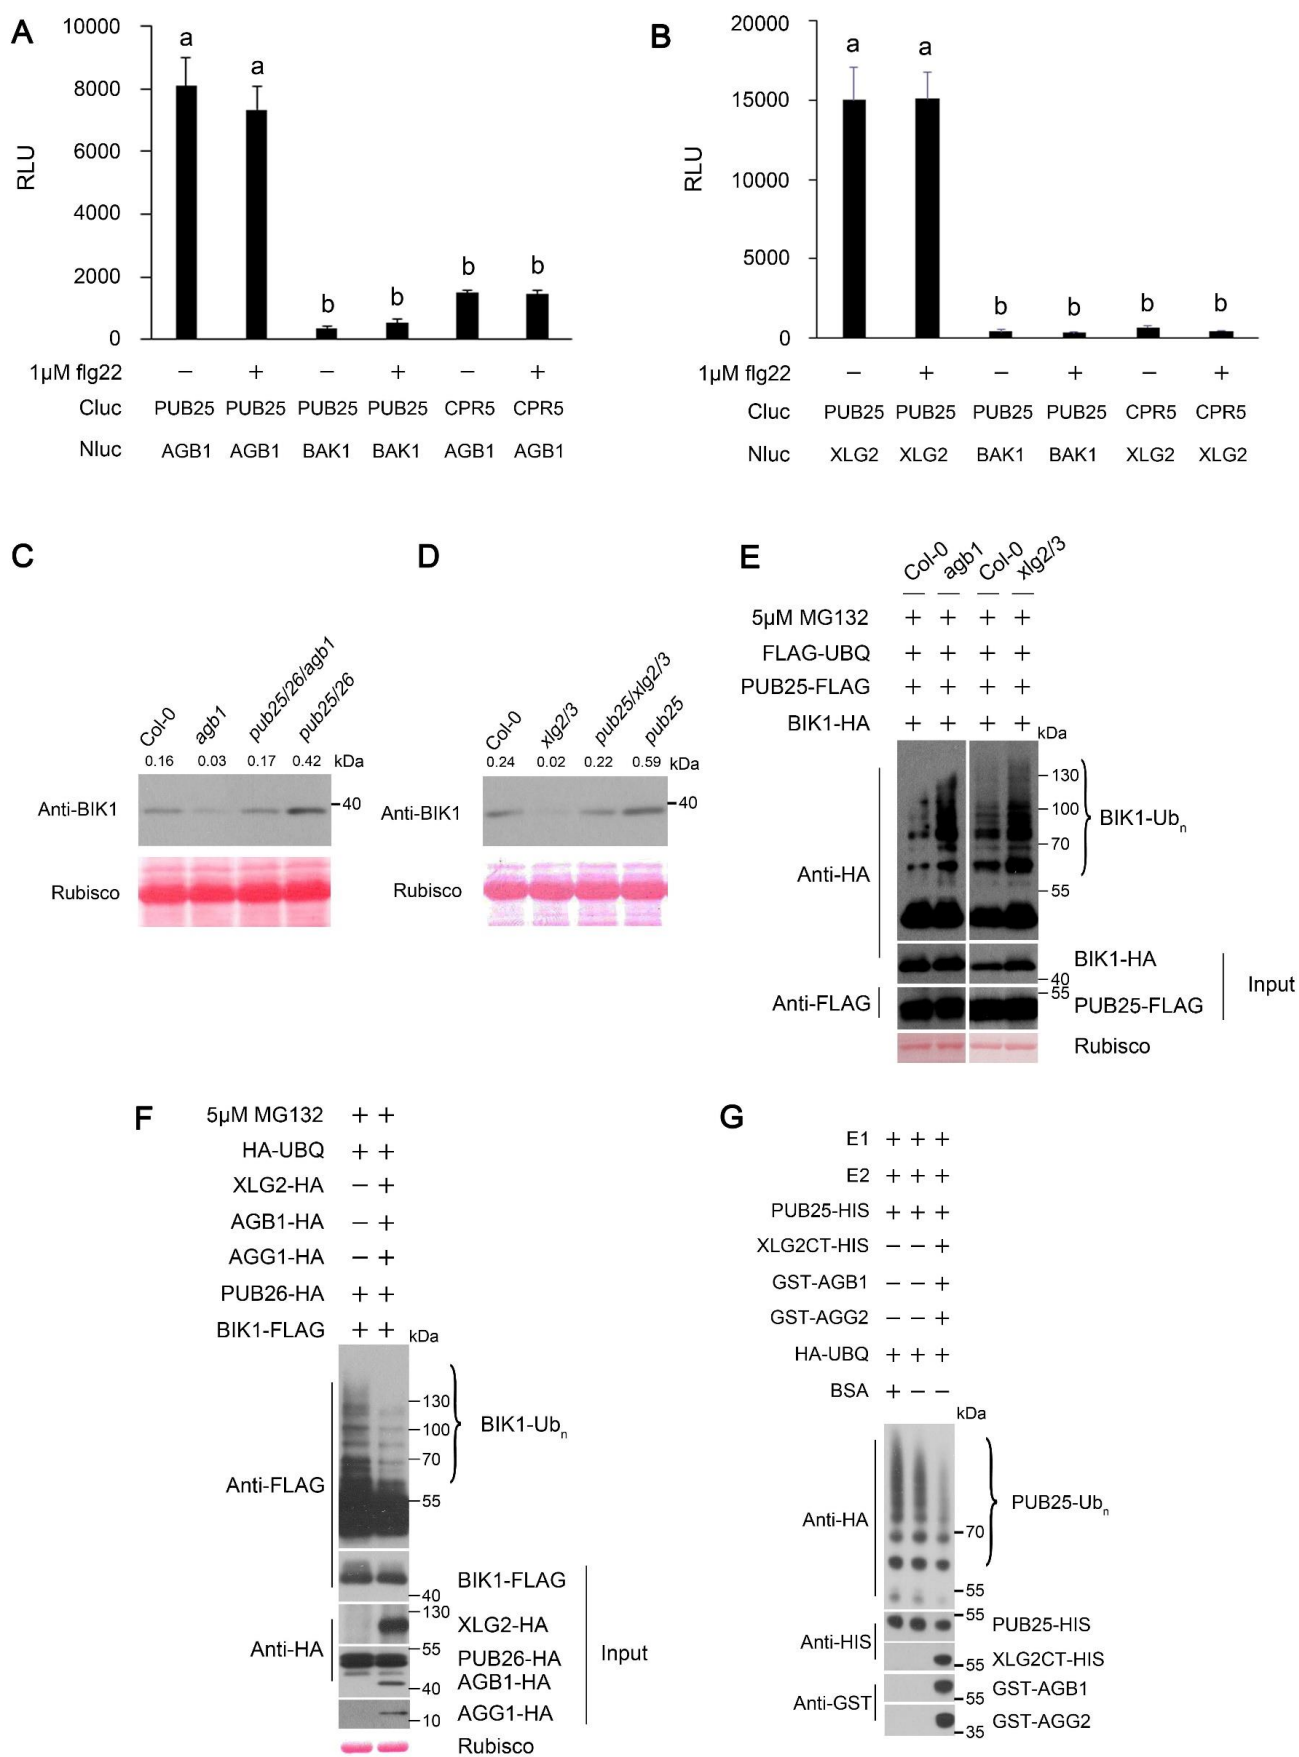 A
10000
8000
6000
4000
2000
0
RLU
a
a
b
b
b
b
1µM flg22 − + − + − +
Cluc PUB25 PUB25 PUB25 PUB25 CPR5 CPR5
Nluc AGB1 AGB1 BAK1 BAK1 AGB1 AGB1
B
20000
15000
10000
5000
0
RLU
a
a
b
b
b
b
1µM flg22 − + − + − +
Cluc PUB25 PUB25 PUB25 PUB25 CPR5 CPR5
Nluc XLG2 XLG2 BAK1 BAK1 XLG2 XLG2
C
Col-0 agb1 pub25/26/agb1 pub25/26
0.16 0.03 0.17 0.42 kDa
Anti-BIK1 40
Rubisco
D
Col-0 xlg2/3 pub25/xlg2/3 pub25
0.24 0.02 0.22 0.59 kDa
Anti-BIK1 40
Rubisco
E
Col-0 agb1 Col-0 xlg2/3
5µM MG132 + + + +
FLAG-UBQ + + + +
PUB25-FLAG + + + +
BIK1-HA + + + +
kDa
130
100
70
55
BIK1-Ubn
Anti-HA
BIK1-HA
40
55
Anti-FLAG
PUB25-FLAG
Input
Rubisco
F
5µM MG132 + +
HA-UBQ + +
XLG2-HA − +
AGB1-HA − +
AGG1-HA − +
PUB26-HA + +
BIK1-FLAG + +
kDa
130
100
70
55
BIK1-Ubn
Anti-FLAG
BIK1-FLAG
40
130
XLG2-HA
Anti-HA
55
PUB26-HA
AGB1-HA
40
AGG1-HA
10
Input
Rubisco
G
E1 + + +
E2 + + +
PUB25-HIS + + +
XLG2CT-HIS − − +
GST-AGB1 − − +
GST-AGG2 − − +
HA-UBQ + + +
BSA + − −
kDa
PUB25-Ubn
Anti-HA
70
55
55
PUB25-HIS
Anti-HIS
XLG2CT-HIS
55
GST-AGB1
Anti-GST
55
GST-AGG2
35